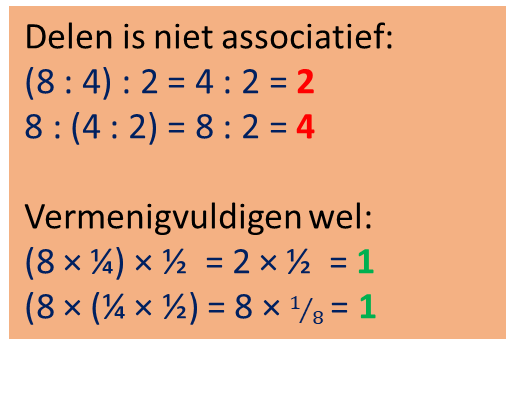 Delen is niet associatief:
(8 : 4) : 2 = 4 : 2 = 2
8 : (4 : 2) = 8 : 2 = 4
Vermenigvuldigen wel:
(8 × ¼) × ½ = 2 × ½ = 1
(8 × (¼ × ½) = 8 × ¹/₈ = 1